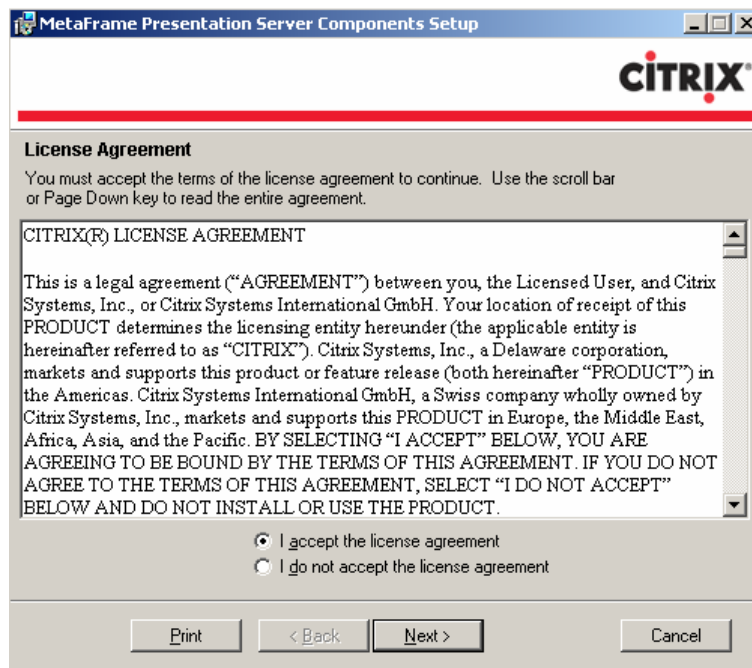 MetaFrame Presentation Server Components Setup
CİTRIX®
License Agreement
You must accept the terms of the license agreement to continue. Use the scroll bar
or Page Down key to read the entire agreement.
CITRIX(R) LICENSE AGREEMENT
This is a legal agreement (“AGREEMENT”) between you, the Licensed User, and Citrix
Systems, Inc., or Citrix Systems International GmbH. Your location of receipt of this
PRODUCT determines the licensing entity hereunder (the applicable entity is
hereinafter referred to as “CITRIX”). Citrix Systems, Inc., a Delaware corporation,
markets and supports this product or feature release (both hereinafter “PRODUCT”) in
the Americas. Citrix Systems International GmbH, a Swiss company wholly owned by
Citrix Systems, Inc., markets and supports this PRODUCT in Europe, the Middle East,
Africa, Asia, and the Pacific. BY SELECTING “I ACCEPT” BELOW, YOU ARE
AGREEING TO BE BOUND BY THE TERMS OF THIS AGREEMENT. IF YOU DO NOT
AGREE TO THE TERMS OF THIS AGREEMENT, SELECT “I DO NOT ACCEPT”
BELOW AND DO NOT INSTALL OR USE THE PRODUCT.
I accept the license agreement
I do not accept the license agreement
Print < Back Next > Cancel